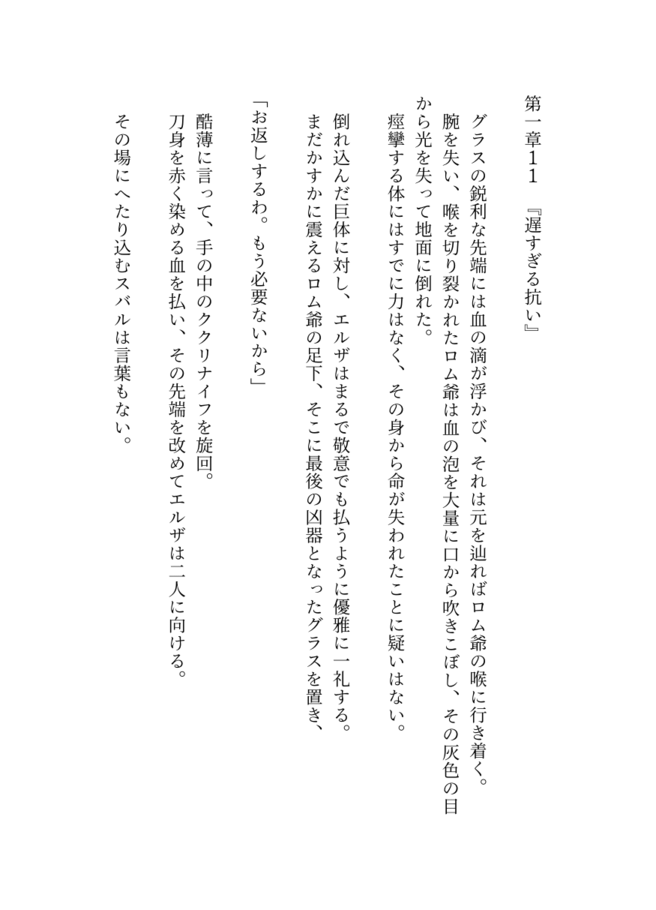 第一章１１　『遅すぎる抗い』
グラスの鋭利な先端には血の滴が浮かび、それは元を辿ればロム爺の喉に行き着く。
腕を失い、喉を切り裂かれたロム爺は血の泡を大量に口から吹きこぼし、その灰色の目
から光を失って地面に倒れた。
痙攣する体にはすでに力はなく、その身から命が失われたことに疑いはない。
倒れ込んだ巨体に対し、エルザはまるで敬意でも払うように優雅に一礼する。
まだかすかに震えるロム爺の足下、そこに最後の凶器となったグラスを置き、
「お返しするわ。もう必要ないから」
酷薄に言って、手の中のククリナイフを旋回。
刀身を赤く染める血を払い、その先端を改めてエルザは二人に向ける。
その場にへたり込むスバルは言葉もない。